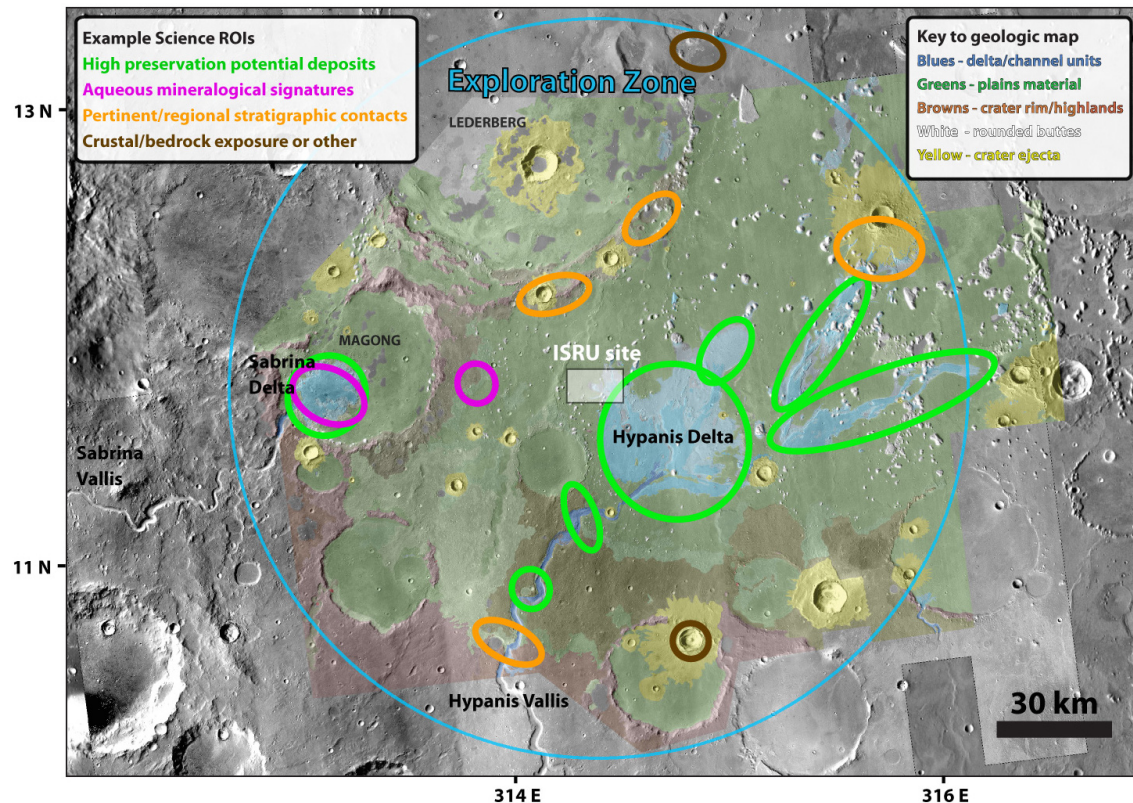 Example Science ROIs
High preservation potential deposits
Aqueous mineralogical signatures
Pertinent/regional stratigraphic contacts
Crustal/bedrock exposure or other
Key to geologic map
Blues - delta/channel units
Greens - plains material
Browns - crater rim/highlands
White - rounded buttes
Yellow - crater ejecta
Exploration Zone
13 N
LEDERBERG
MAGONG
ISRU site
Sabrina
Delta
Hypanis Delta
Sabrina
Vallis
11 N
Hypanis Vallis
30 km
314 E
316 E